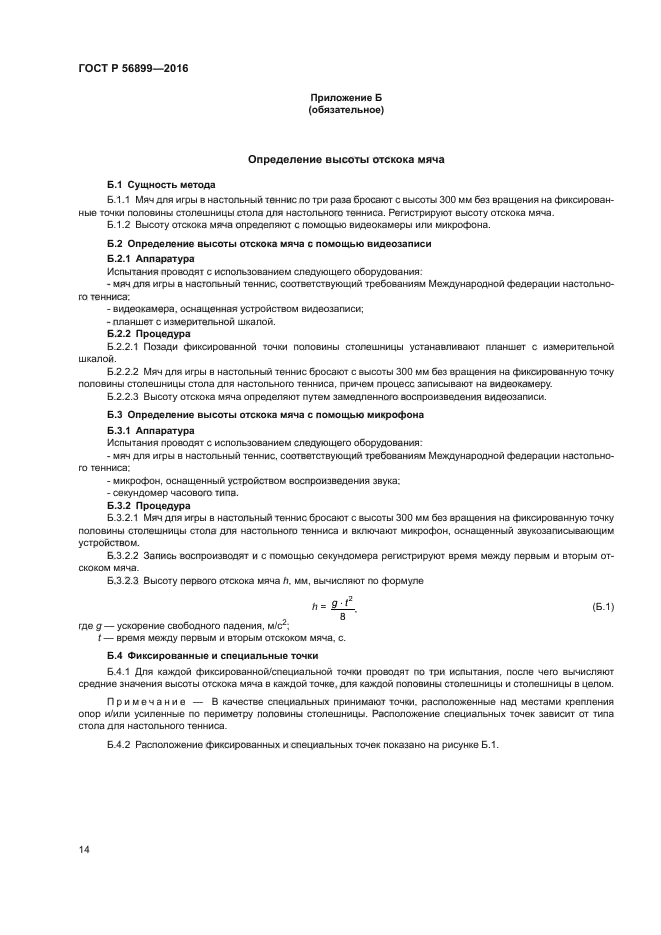 ГОСТ Р 56899—2016
Приложение Б
(обязательное)
Определение высоты отскока мяча
Б.1 Сущность метода
Б.1.1 Мяч для игры в настольный теннис по три раза бросают с высоты 300 мм без вращения на фиксирован-
ные точки половины столешницы стола для настольного тенниса. Регистрируют высоту отскока мяча.
Б.1.2 Высоту отскока мяча определяют с помощью видеокамеры или микрофона.
Б.2 Определение высоты отскока мяча с помощью видеозаписи
Б.2.1 Аппаратура
Испытания проводят с использованием следующего оборудования:
- мяч для игры в настольный теннис, соответствующий требованиям Международной федерации настольно-
го тенниса;
- видеокамера, оснащенная устройством видеозаписи;
- планшет с измерительной шкалой.
Б.2.2 Процедура
Б.2.2.1 Позади фиксированной точки половины столешницы устанавливают планшет с измерительной
шкалой.
Б.2.2.2 Мяч для игры в настольный теннис бросают с высоты 300 мм без вращения на фиксированную точку
половины столешницы стола для настольного тенниса, причем процесс записывают на видеокамеру.
Б.2.2.3 Высоту отскока мяча определяют путем замедленного воспроизведения видеозаписи.
Б.3 Определение высоты отскока мяча с помощью микрофона
Б.3.1 Аппаратура
Испытания проводят с использованием следующего оборудования:
- мяч для игры в настольный теннис, соответствующий требованиям Международной федерации настольно-
го тенниса;
- микрофон, оснащенный устройством воспроизведения звука;
- секундомер часового типа.
Б.3.2 Процедура
Б.3.2.1 Мяч для игры в настольный теннис бросают с высоты 300 мм без вращения на фиксированную точку
половины столешницы стола для настольного тенниса и включают микрофон, оснащенный звукозаписывающим
устройством.
Б.3.2.2 Запись воспроизводят и с помощью секундомера регистрируют время между первым и вторым от-
скоком мяча.
Б.3.2.3 Высоту первого отскока мяча h, мм, вычисляют по формуле
h = g · t² / 8, (Б.1)
где g — ускорение свободного падения, м/с²;
t — время между первым и вторым отскоком мяча, с.
Б.4 Фиксированные и специальные точки
Б.4.1 Для каждой фиксированной/специальной точки проводят по три испытания, после чего вычисляют
средние значения высоты отскока мяча в каждой точке, для каждой половины столешницы и столешницы в целом.
Примечание — В качестве специальных принимают точки, расположенные над местами крепления
опор и/или усиленные по периметру половины столешницы. Расположение специальных точек зависит от типа
стола для настольного тенниса.
Б.4.2 Расположение фиксированных и специальных точек показано на рисунке Б.1.
14